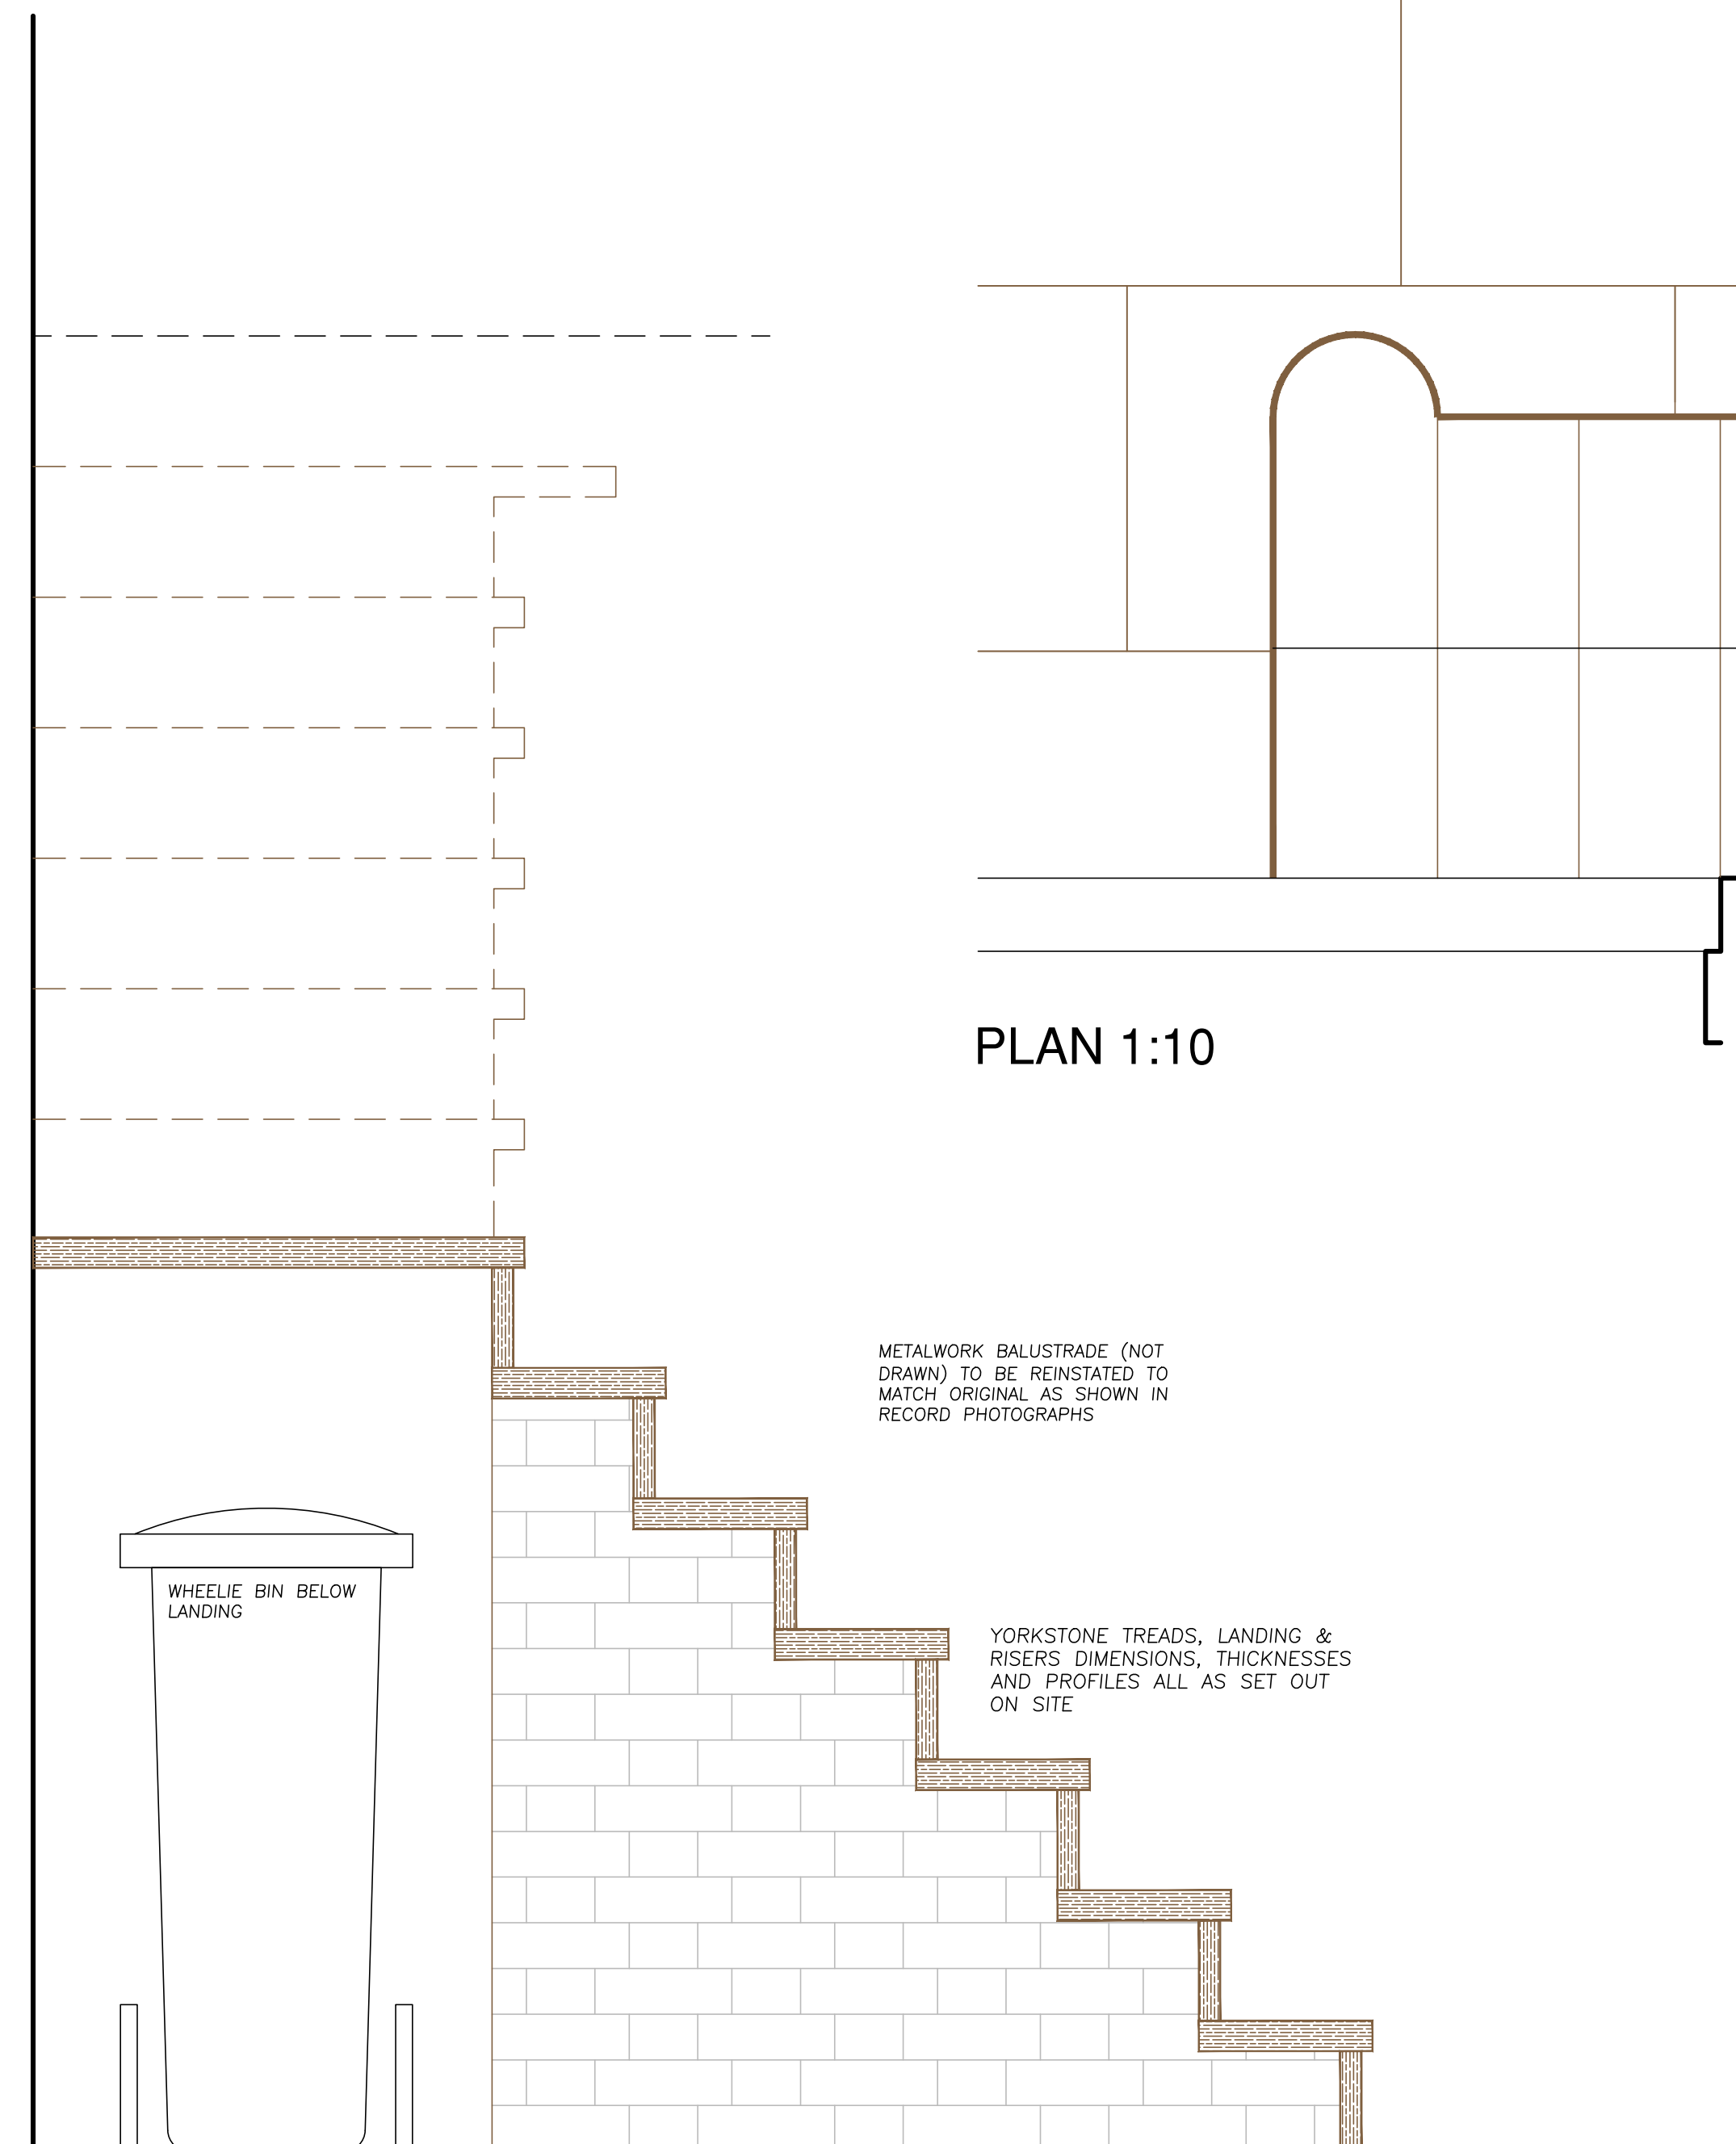 PLAN 1:10
METALWORK BALUSTRADE (NOT
DRAWN) TO BE REINSTATED TO
MATCH ORIGINAL AS SHOWN IN
RECORD PHOTOGRAPHS
WHEELIE BIN BELOW
LANDING
YORKSTONE TREADS, LANDING &
RISERS DIMENSIONS, THICKNESSES
AND PROFILES ALL AS SET OUT
ON SITE